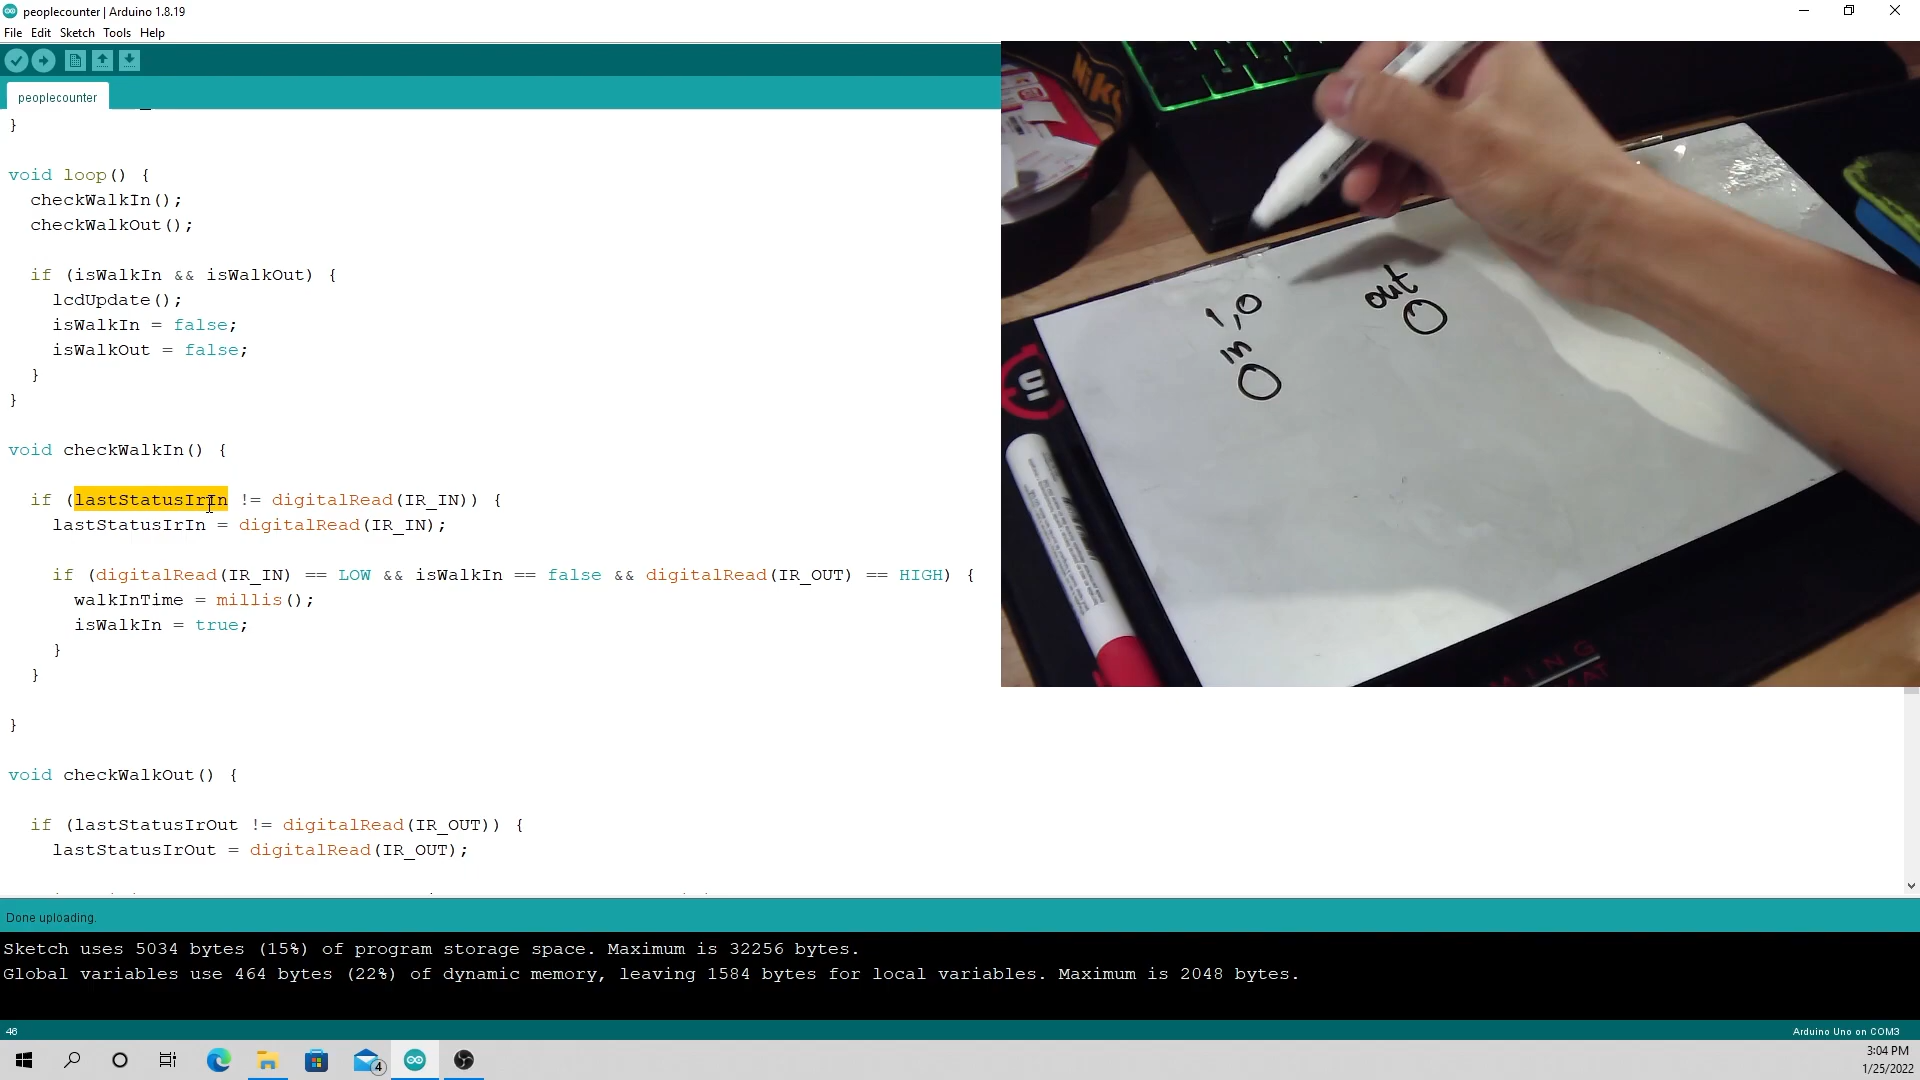 peoplecounter | Arduino 1.8.19
File Edit Sketch Tools Help
peoplecounter
}
void loop() {
checkWalkIn();
checkWalkOut();
if (isWalkIn && isWalkOut) {
lcdUpdate();
isWalkIn = false;
isWalkOut = false;
}
}
void checkWalkIn() {
if (lastStatusIrIn != digitalRead(IR_IN)) {
lastStatusIrIn = digitalRead(IR_IN);
if (digitalRead(IR_IN) == LOW && isWalkIn == false && digitalRead(IR_OUT) == HIGH) {
walkInTime = millis();
isWalkIn = true;
}
}
}
void checkWalkOut() {
if (lastStatusIrOut != digitalRead(IR_OUT)) {
lastStatusIrOut = digitalRead(IR_OUT);
1,0
in
out
Done uploading.
Sketch uses 5034 bytes (15%) of program storage space. Maximum is 32256 bytes.
Global variables use 464 bytes (22%) of dynamic memory, leaving 1584 bytes for local variables. Maximum is 2048 bytes.
46
Arduino Uno on COM3
4
3:04 PM
1/25/2022